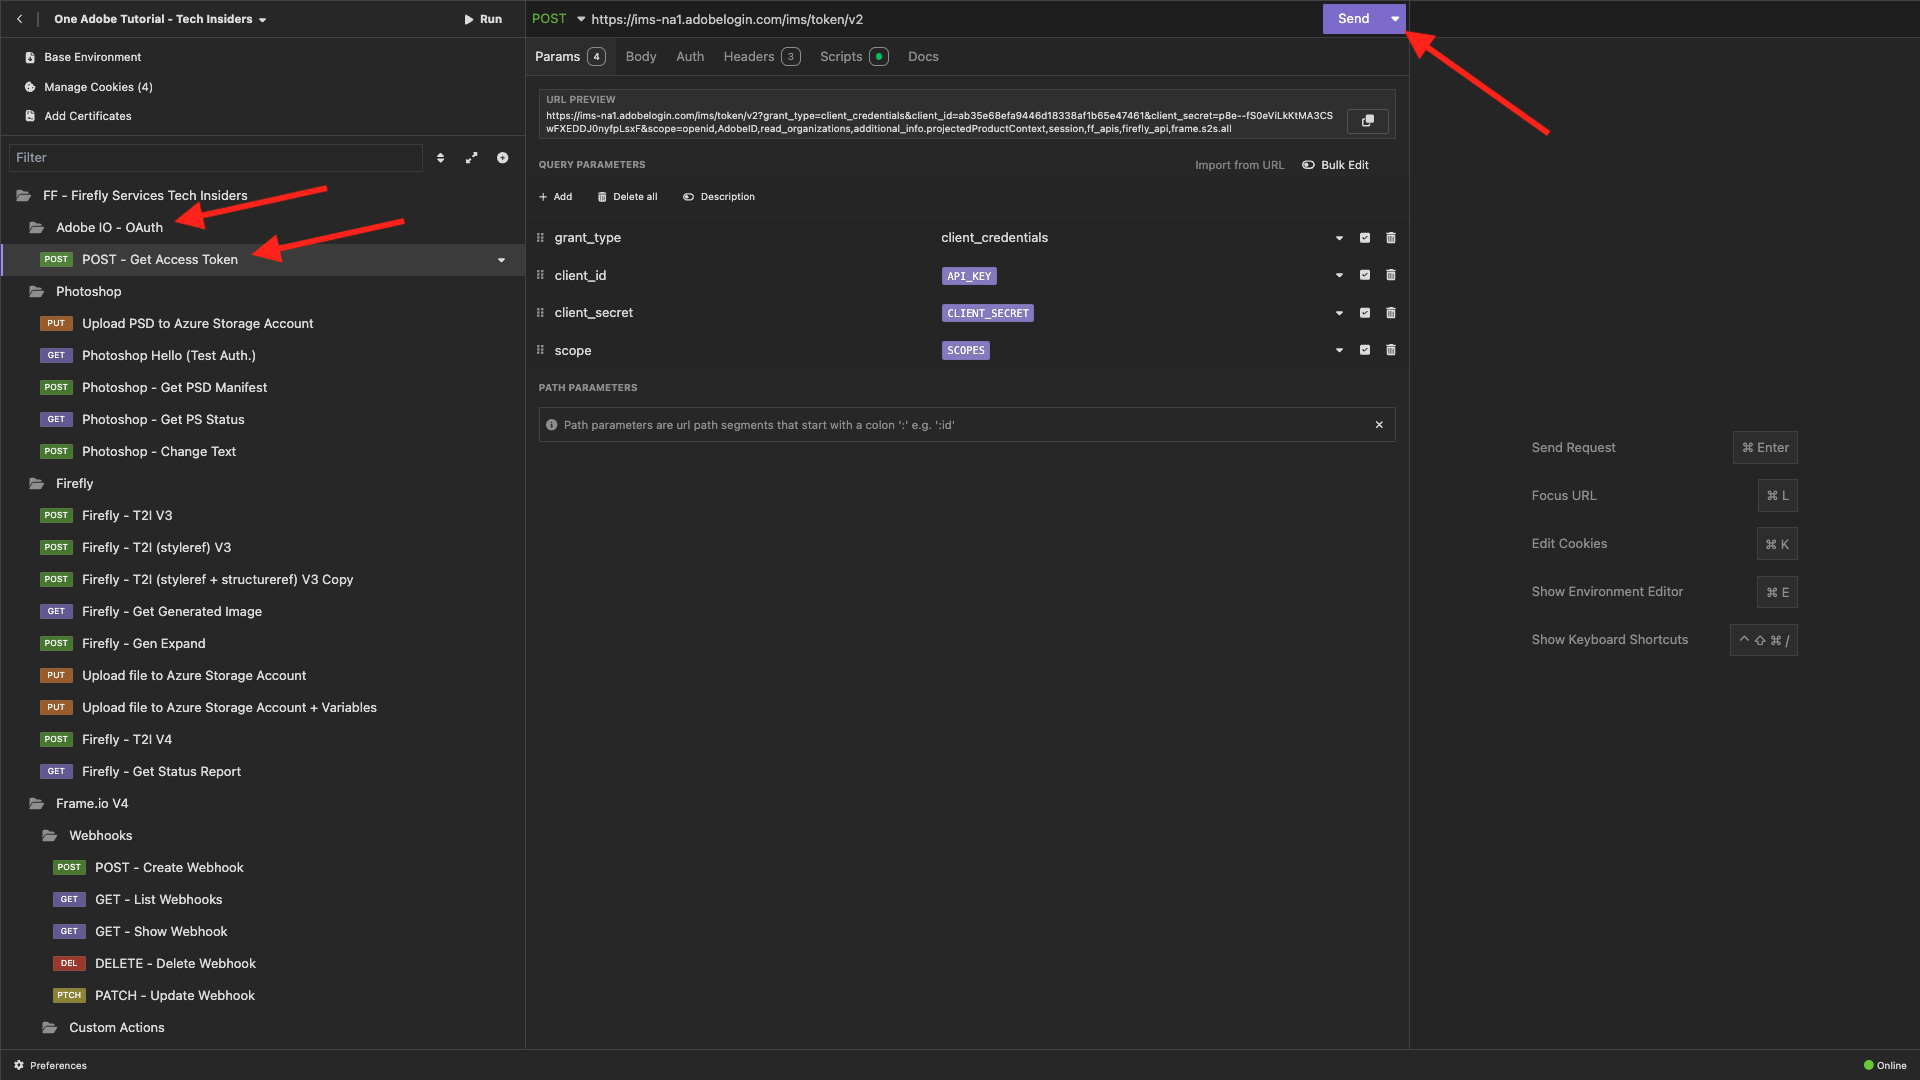 One Adobe Tutorial - Tech Insiders
Run
Base Environment
Manage Cookies (4)
Add Certificates
Filter
FF - Firefly Services Tech Insiders
Adobe IO - OAuth
POST POST - Get Access Token
Photoshop
PUT Upload PSD to Azure Storage Account
GET Photoshop Hello (Test Auth.)
POST Photoshop - Get PSD Manifest
GET Photoshop - Get PS Status
POST Photoshop - Change Text
Firefly
POST Firefly - T2I V3
POST Firefly - T2I (styleref) V3
POST Firefly - T2I (styleref + structureref) V3 Copy
GET Firefly - Get Generated Image
POST Firefly - Gen Expand
PUT Upload file to Azure Storage Account
PUT Upload file to Azure Storage Account + Variables
POST Firefly - T2I V4
GET Firefly - Get Status Report
Frame.io V4
Webhooks
POST POST - Create Webhook
GET GET - List Webhooks
GET GET - Show Webhook
DEL DELETE - Delete Webhook
PTCH PATCH - Update Webhook
Custom Actions
Preferences
POST https://ims-na1.adobelogin.com/ims/token/v2
Send
Params 4 Body Auth Headers 3 Scripts Docs
URL PREVIEW
https://ims-na1.adobelogin.com/ims/token/v2?grant_type=client_credentials&client_id=ab35e68efa9446d18338af1b65e47461&client_secret=p8e--fS0eViLkKtMA3CS
wFXEDDJ0nyfpLsxF&scope=openid,AdobeID,read_organizations,additional_info.projectedProductContext,session,ff_apis,firefly_api,frame.s2s.all
QUERY PARAMETERS
Import from URL Bulk Edit
+ Add Delete all Description
grant_type client_credentials
client_id API_KEY
client_secret CLIENT_SECRET
scope SCOPES
PATH PARAMETERS
Path parameters are url path segments that start with a colon ':' e.g. ':id'
Send Request ⌘ Enter
Focus URL ⌘ L
Edit Cookies ⌘ K
Show Environment Editor ⌘ E
Show Keyboard Shortcuts ⌃ ⇧ ⌘ /
Online